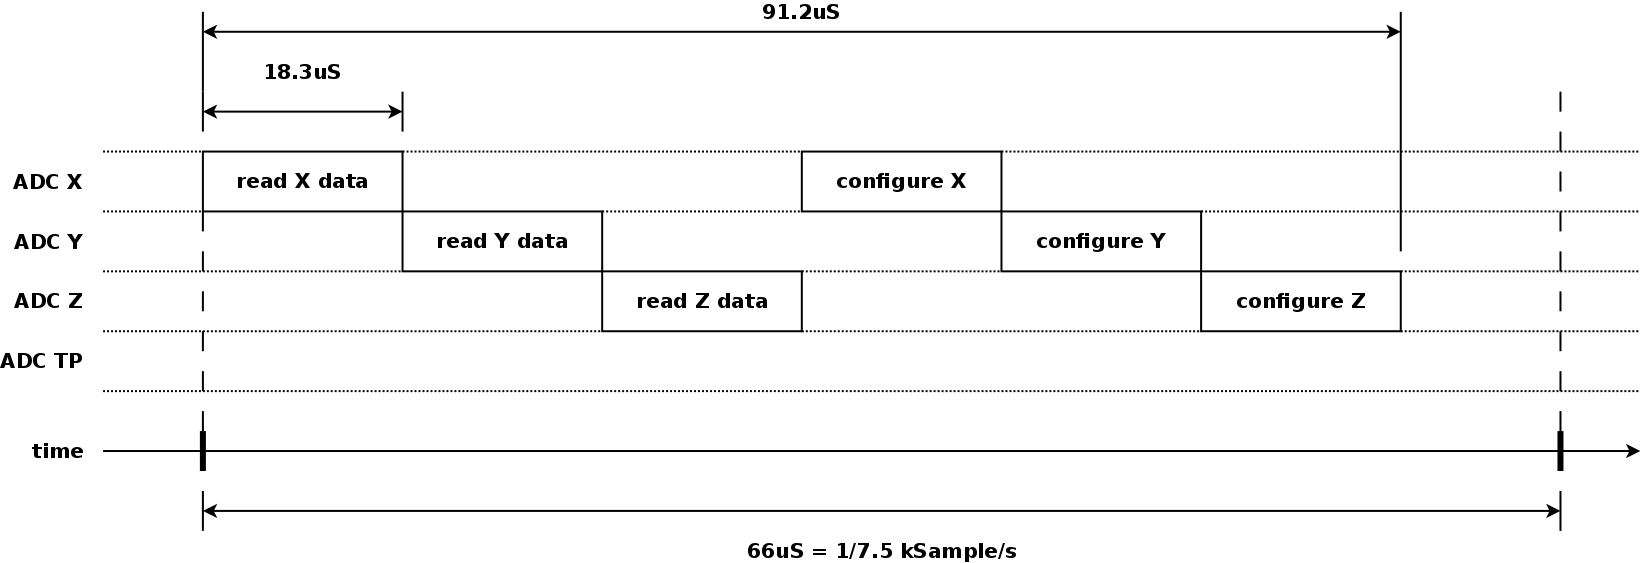 91.2uS
18.3uS
ADC X
read X data
configure X
ADC Y
read Y data
configure Y
ADC Z
read Z data
configure Z
ADC TP
time
66uS = 1/7.5 kSample/s